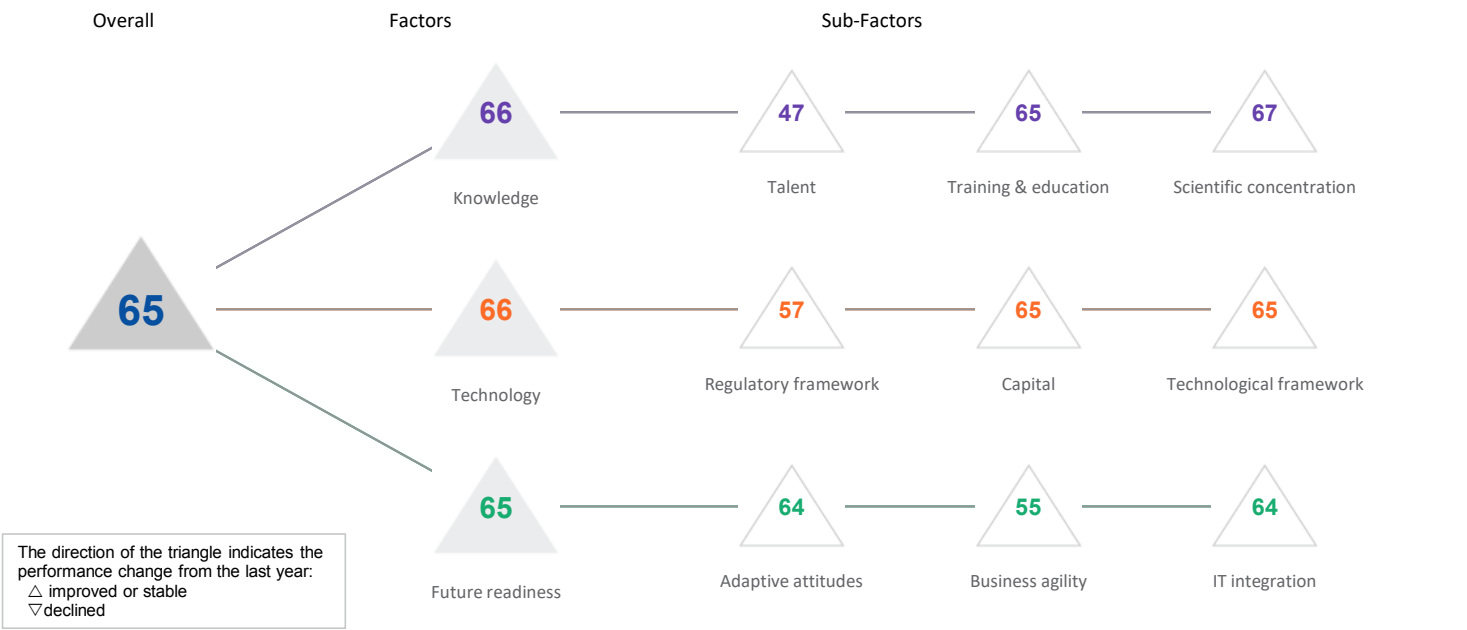 Overall
Factors
Sub-Factors
66
47
65
67
Knowledge
Talent
Training & education
Scientific concentration
65
66
57
65
65
Technology
Regulatory framework
Capital
Technological framework
65
64
55
64
Future readiness
Adaptive attitudes
Business agility
IT integration
The direction of the triangle indicates the
performance change from the last year:
△ improved or stable
▽declined